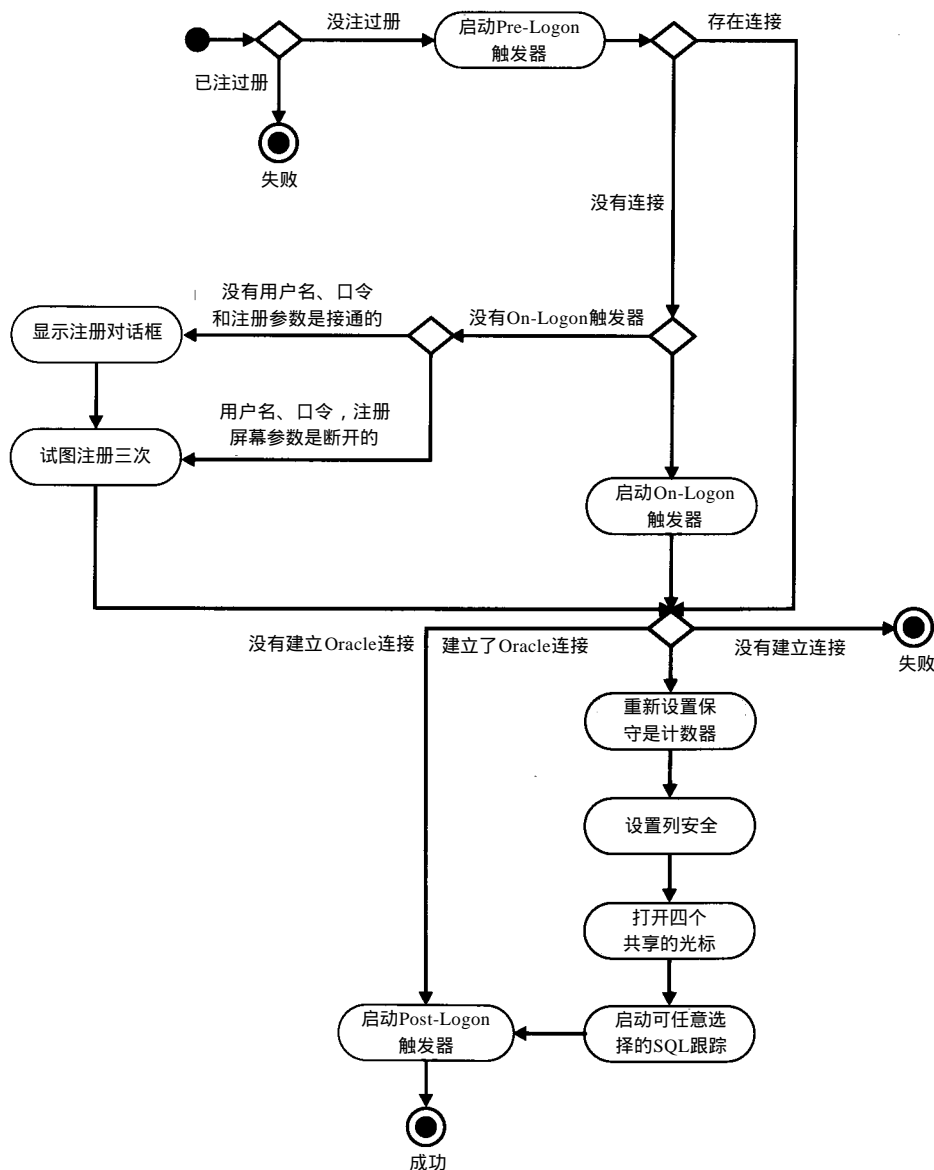 没注过册
启动Pre-Logon
触发器
存在连接
已注过册
失败
没有连接
没有用户名、口令
和注册参数是接通的
没有On-Logon触发器
显示注册对话框
用户名、口令，注册
屏幕参数是断开的
试图注册三次
启动On-Logon
触发器
没有建立Oracle连接
建立了Oracle连接
没有建立连接
失败
重新设置保
守是计数器
设置列安全
打开四个
共享的光标
启动Post-Logon
触发器
启动可任意选
择的SQL跟踪
成功